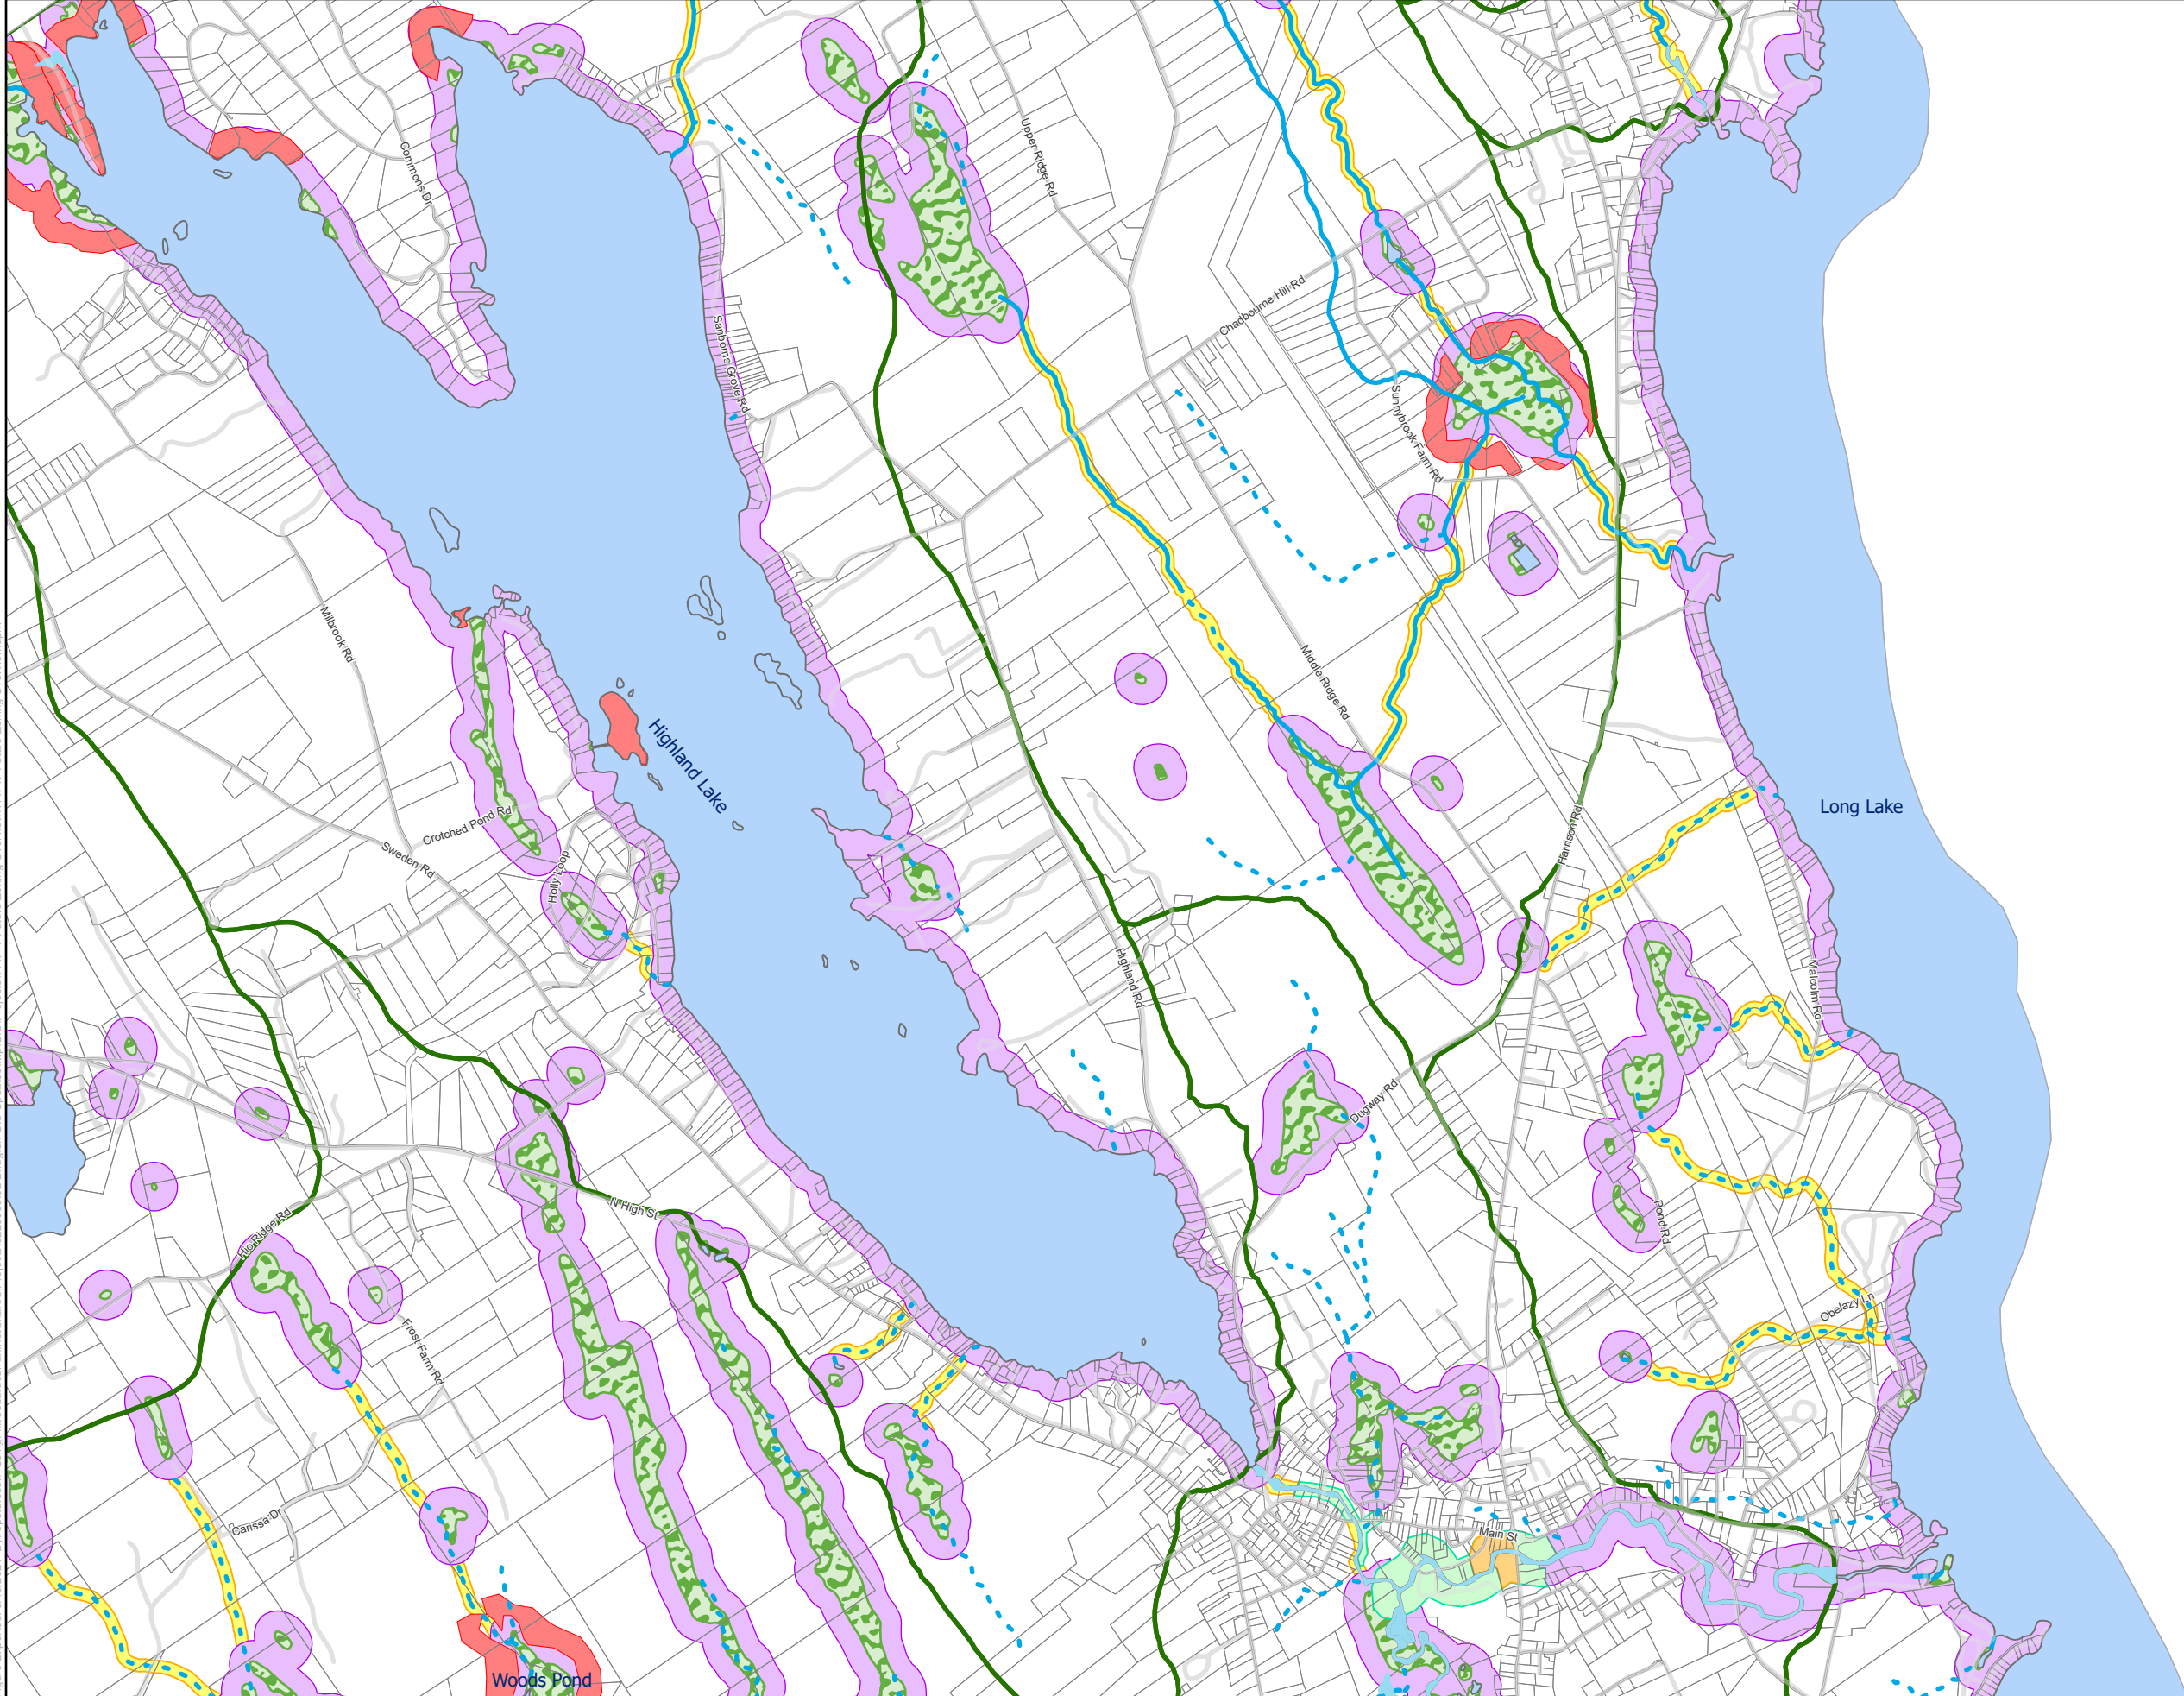 Commons Dr
Upper Ridge Rd
Chadbourne Hill Rd
Sanborns Grove Rd
Sunnybrook Farm Rd
Milbrook Rd
Middle Ridge Rd
Highland Lake
Long Lake
Crotched Pond Rd
Harrison Rd
Sweden Rd
Holly Loop
Highland Rd
Malcolm Rd
Dugway Rd
N High St
Hio Ridge Rd
Pond Rd
Obelazy Ln
Frost Farm Rd
Carissa Dr
Main St
Woods Pond